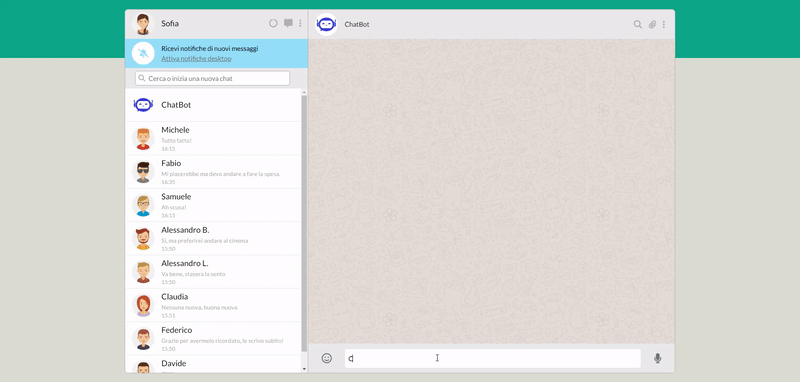 Sofia
Ricevi notifiche di nuovi messaggi
Attiva notifiche desktop
Cerca o inizia una nuova chat
ChatBot
Michele
Tutto fatto!
16:15
Fabio
Mi piacerebbe ma devo andare a fare la spesa.
16:35
Samuele
Ah scusa!
16:15
Alessandro B.
Sì, ma preferirei andare al cinema
15:50
Alessandro L.
Va bene, stasera la sento
15:50
Claudia
Nessuna nuova, buona nuova
15:51
Federico
Grazie per avermelo ricordato, le scrivo subito!
15:50
Davide
ChatBot
C